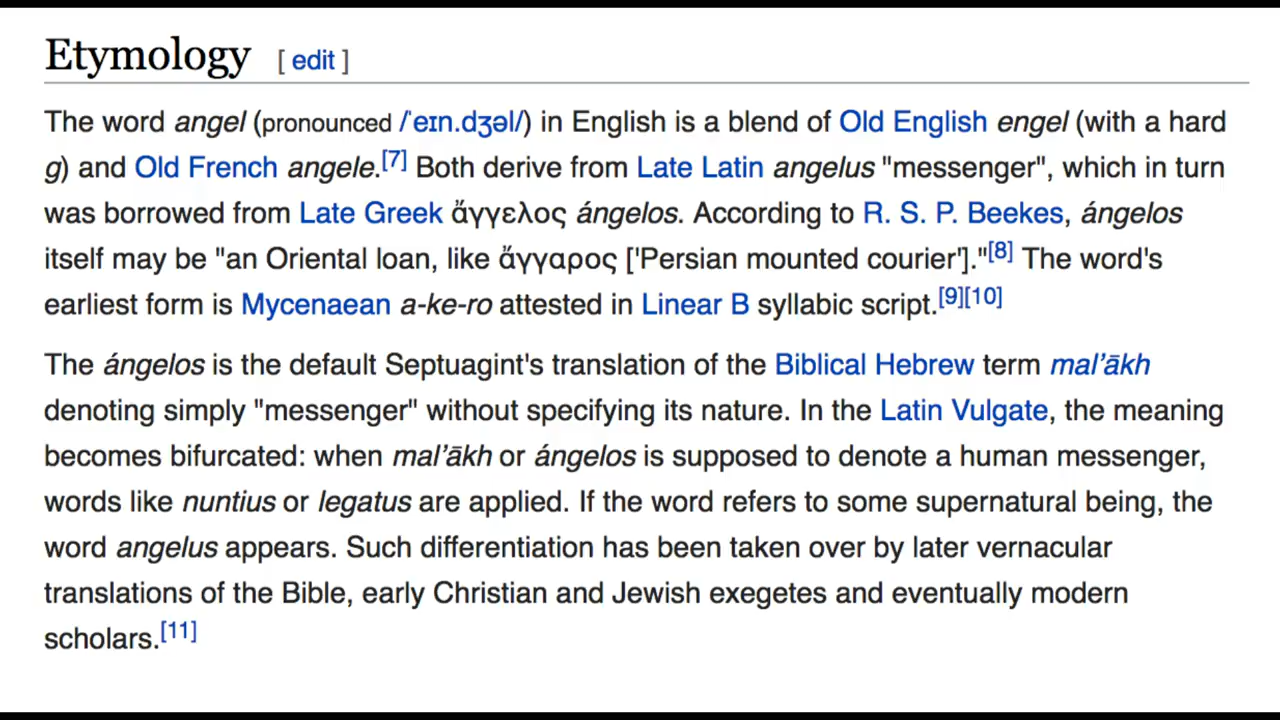 Etymology [ edit ]
The word angel (pronounced /ˈeɪn.dʒəl/) in English is a blend of Old English engel (with a hard
g) and Old French angele.[7] Both derive from Late Latin angelus "messenger", which in turn
was borrowed from Late Greek ἄγγελος ángelos. According to R. S. P. Beekes, ángelos
itself may be "an Oriental loan, like ἄγγαρος ['Persian mounted courier']."[8] The word's
earliest form is Mycenaean a-ke-ro attested in Linear B syllabic script.[9][10]
The ángelos is the default Septuagint's translation of the Biblical Hebrew term mal’ākh
denoting simply "messenger" without specifying its nature. In the Latin Vulgate, the meaning
becomes bifurcated: when mal’ākh or ángelos is supposed to denote a human messenger,
words like nuntius or legatus are applied. If the word refers to some supernatural being, the
word angelus appears. Such differentiation has been taken over by later vernacular
translations of the Bible, early Christian and Jewish exegetes and eventually modern
scholars.[11]